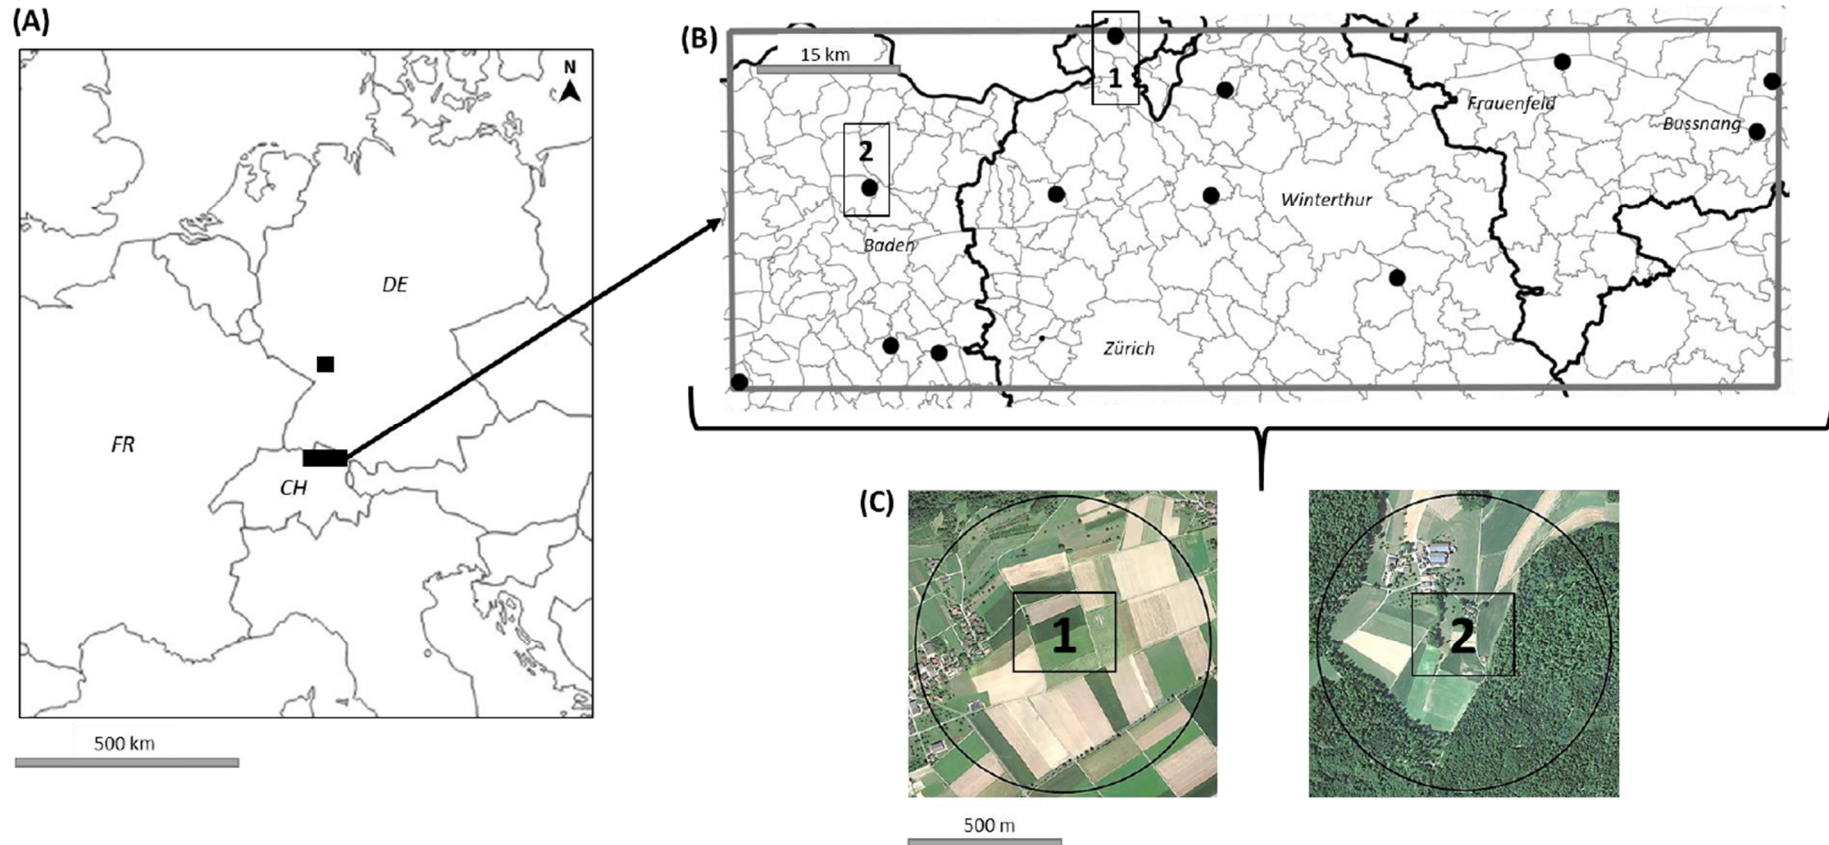 (A)
N
DE
FR
CH
500 km
(B)
15 km
1
2
Frauenfeld
Bussnang
Winterthur
Baden
Zürich
(C)
1
2
500 m